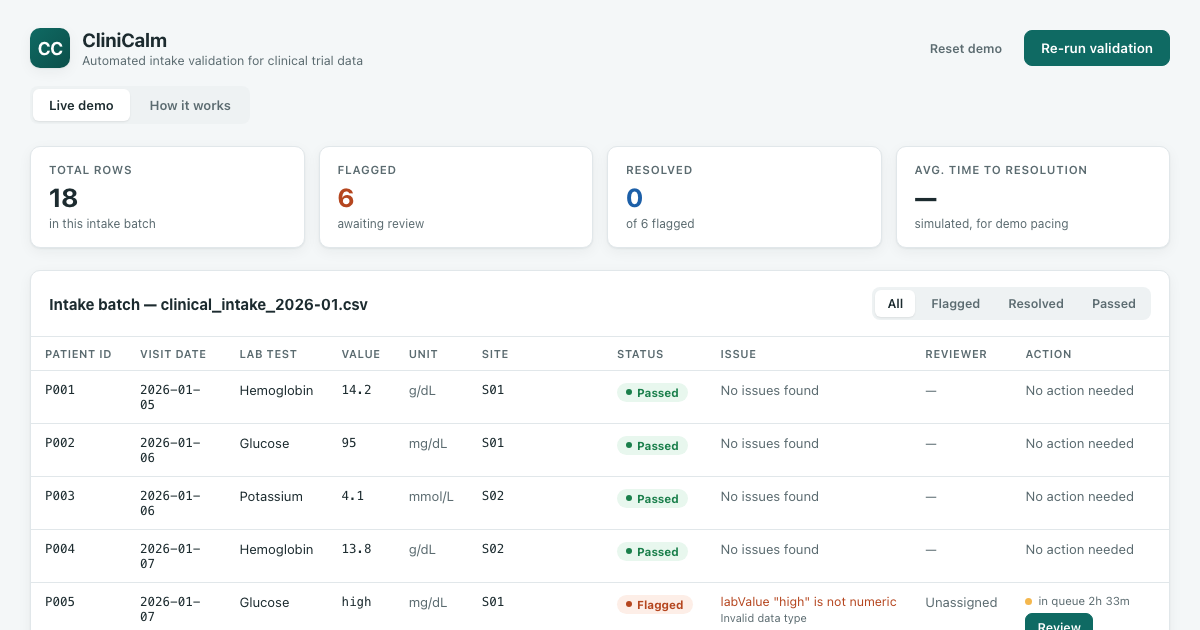 CC
CliniCalm
Automated intake validation for clinical trial data
Reset demo
Re-run validation
Live demo
How it works
TOTAL ROWS
18
in this intake batch
FLAGGED
6
awaiting review
RESOLVED
0
of 6 flagged
AVG. TIME TO RESOLUTION
—
simulated, for demo pacing
Intake batch — clinical_intake_2026-01.csv
All Flagged Resolved Passed
PATIENT ID VISIT DATE LAB TEST VALUE UNIT SITE STATUS ISSUE REVIEWER ACTION
P001 2026-01- Hemoglobin 14.2 g/dL S01 Passed No issues found — No action needed
05
P002 2026-01- Glucose 95 mg/dL S01 Passed No issues found — No action needed
06
P003 2026-01- Potassium 4.1 mmol/L S02 Passed No issues found — No action needed
06
P004 2026-01- Hemoglobin 13.8 g/dL S02 Passed No issues found — No action needed
07
P005 2026-01- Glucose high mg/dL S01 Flagged labValue "high" is not numeric Unassigned in queue 2h 33m
07 Invalid data type Review